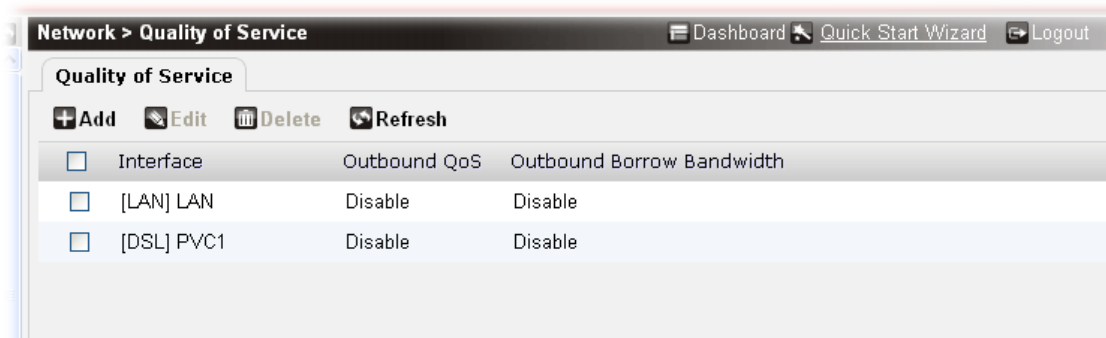 Network > Quality of Service Dashboard Quick Start Wizard Logout
Quality of Service
Add Edit Delete Refresh
Interface Outbound QoS Outbound Borrow Bandwidth
[LAN] LAN Disable Disable
[DSL] PVC1 Disable Disable